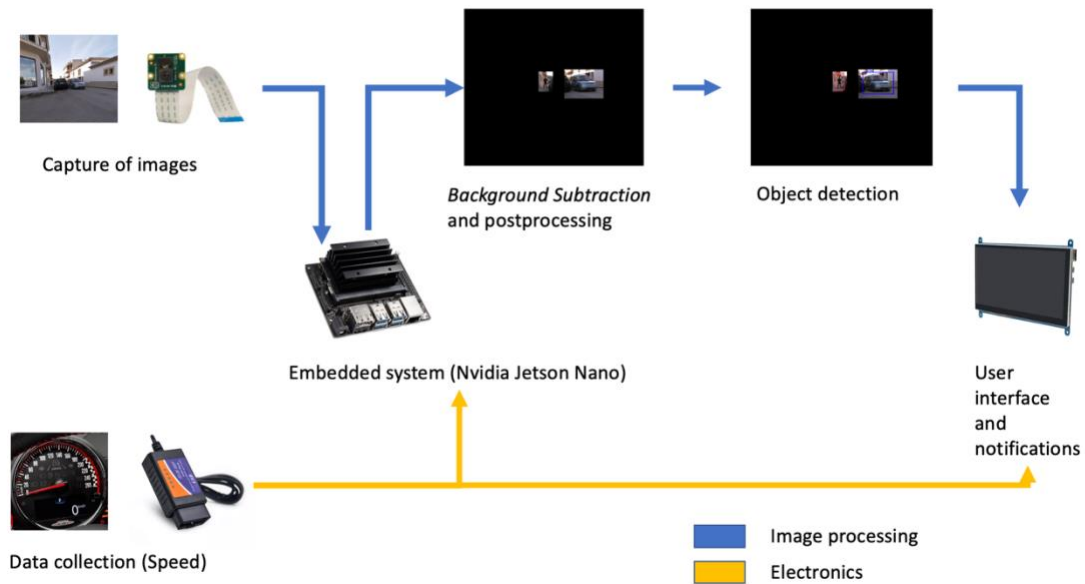 Capture of images
Background Subtraction
and postprocessing
Object detection
Embedded system (Nvidia Jetson Nano)
User
interface
and
notifications
Data collection (Speed)
Image processing
Electronics